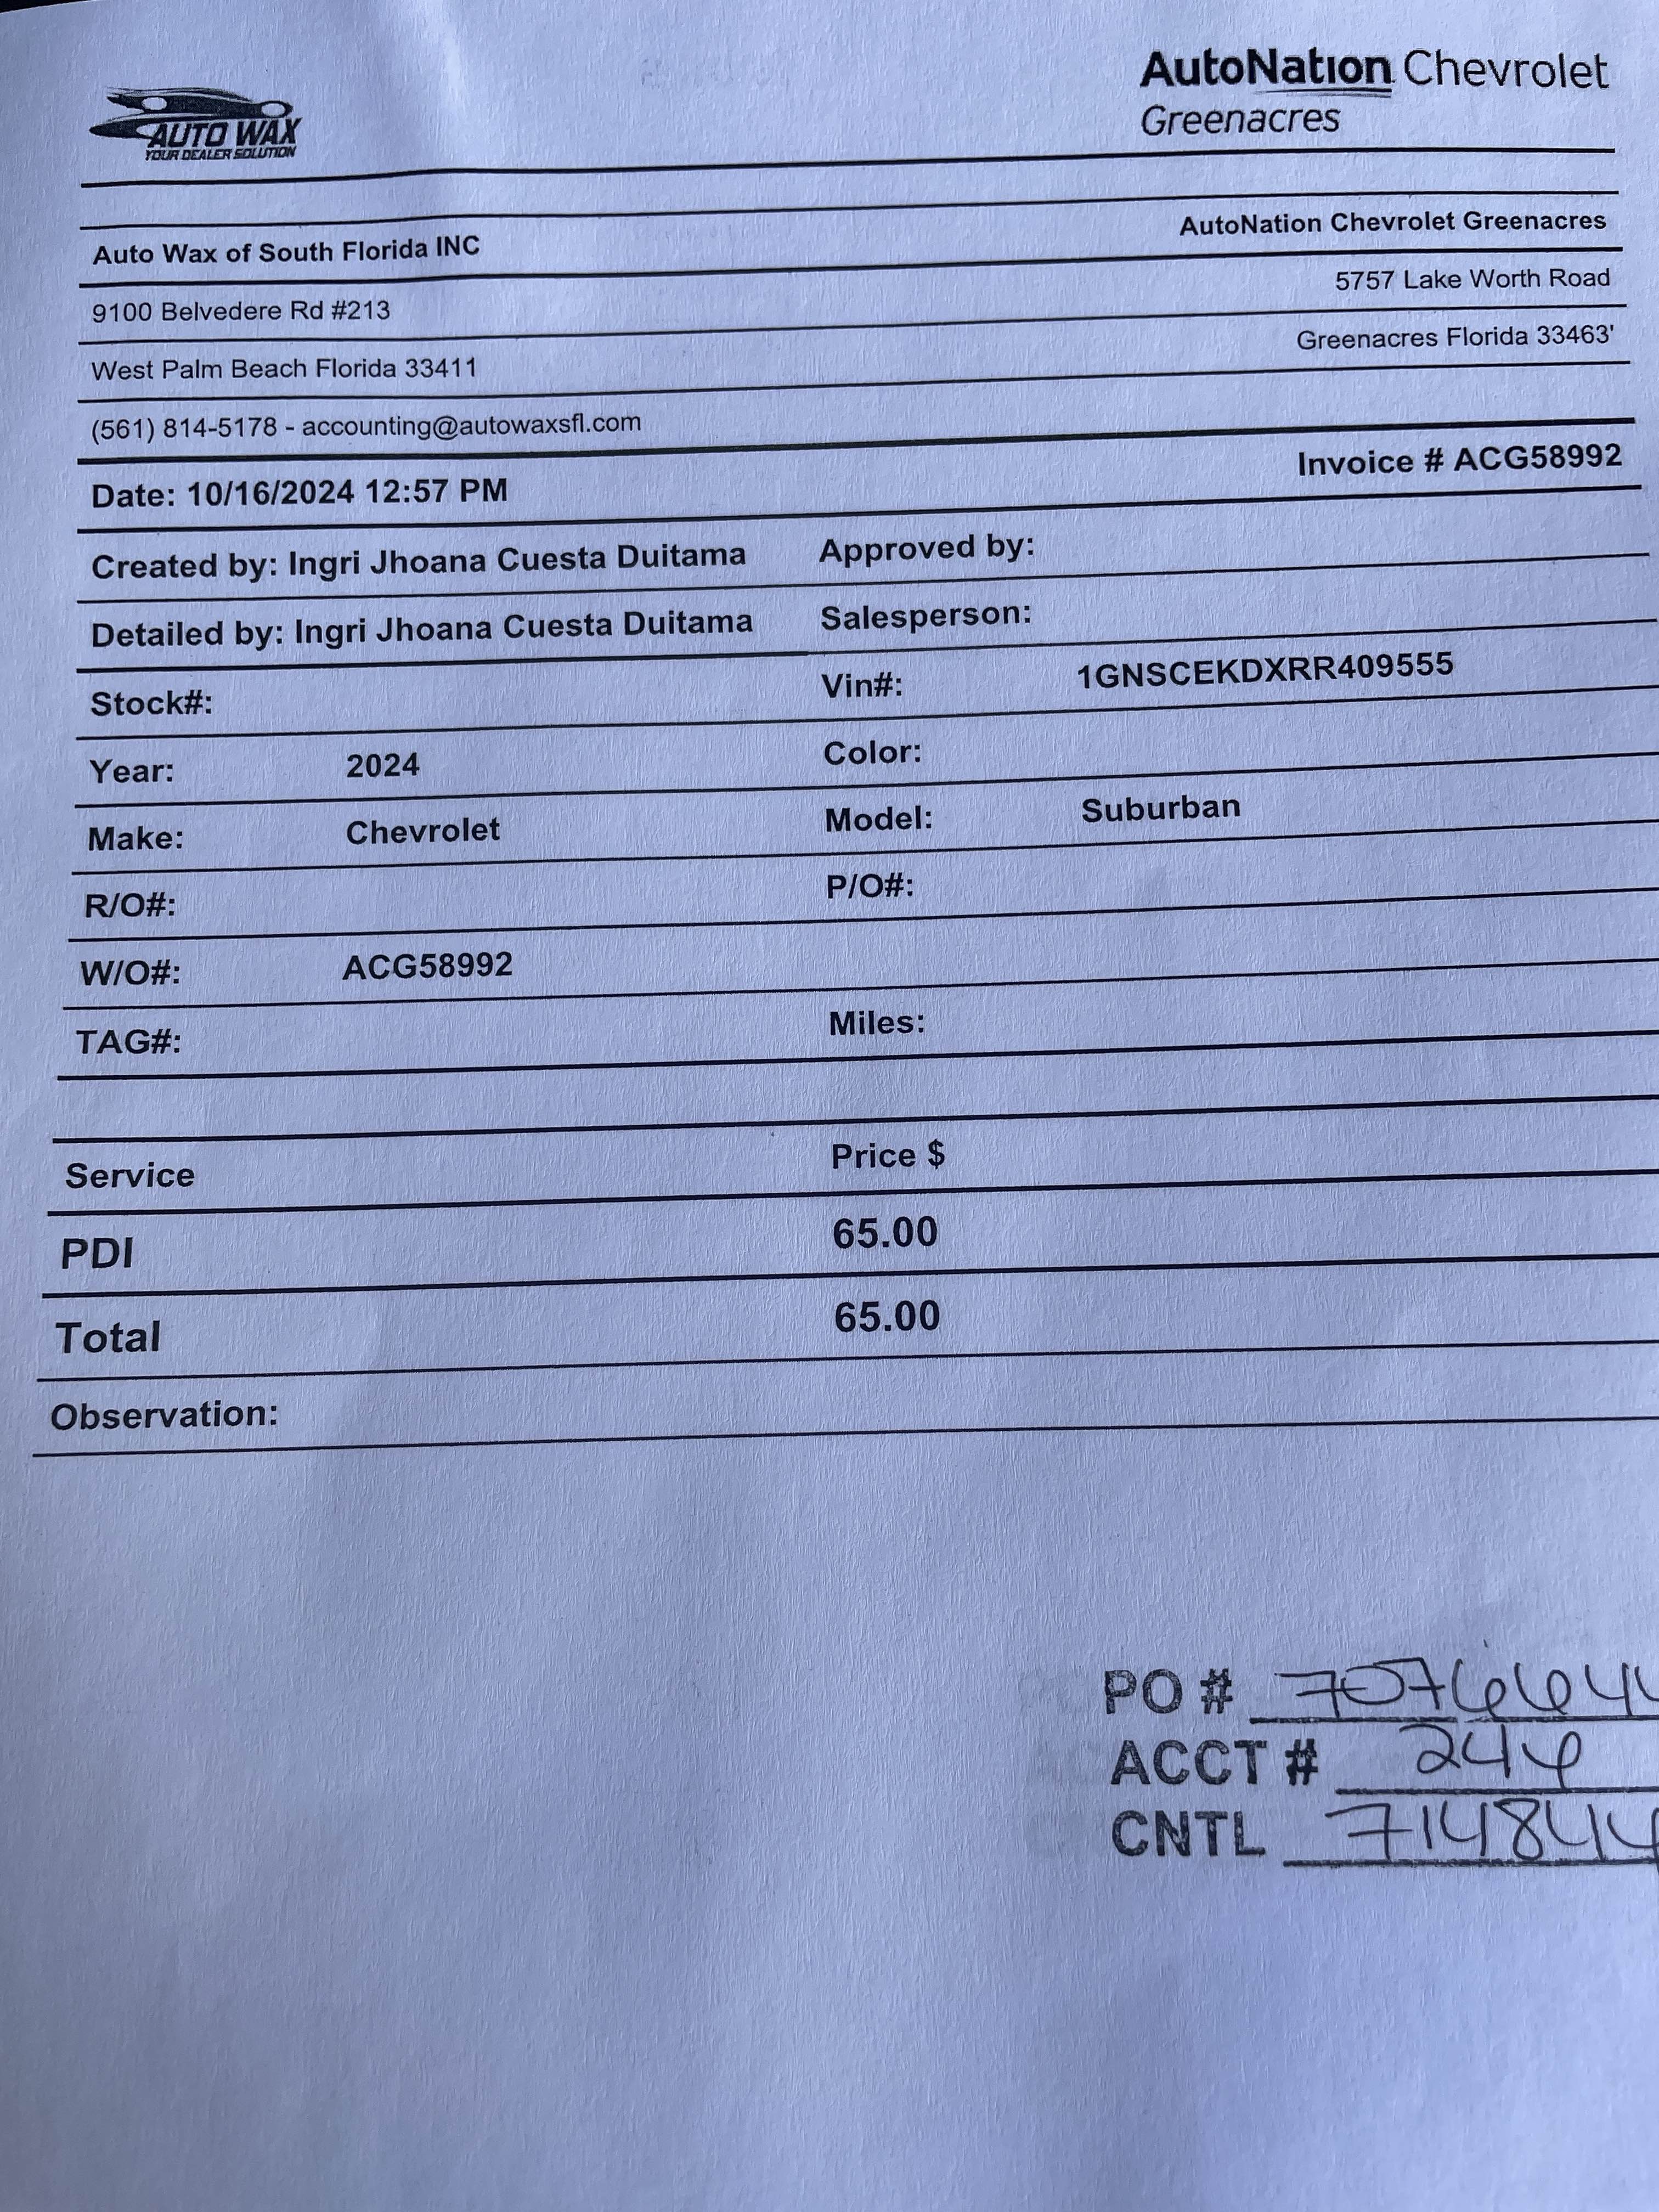 AUTO WAX
YOUR DEALER SOLUTION
AutoNation Chevrolet
Greenacres
Auto Wax of South Florida INC
AutoNation Chevrolet Greenacres
9100 Belvedere Rd #213
5757 Lake Worth Road
West Palm Beach Florida 33411
Greenacres Florida 33463'
(561) 814-5178 - accounting@autowaxsfl.com
Date: 10/16/2024 12:57 PM
Invoice # ACG58992
Created by: Ingri Jhoana Cuesta Duitama Approved by:
Detailed by: Ingri Jhoana Cuesta Duitama Salesperson:
Stock#: Vin#: 1GNSCEKDXRR409555
Year: 2024 Color:
Make: Chevrolet Model: Suburban
R/O#: P/O#:
W/O#: ACG58992
TAG#: Miles:
Service Price $
PDI 65.00
Total 65.00
Observation:
PO #
ACCT #
CNTL